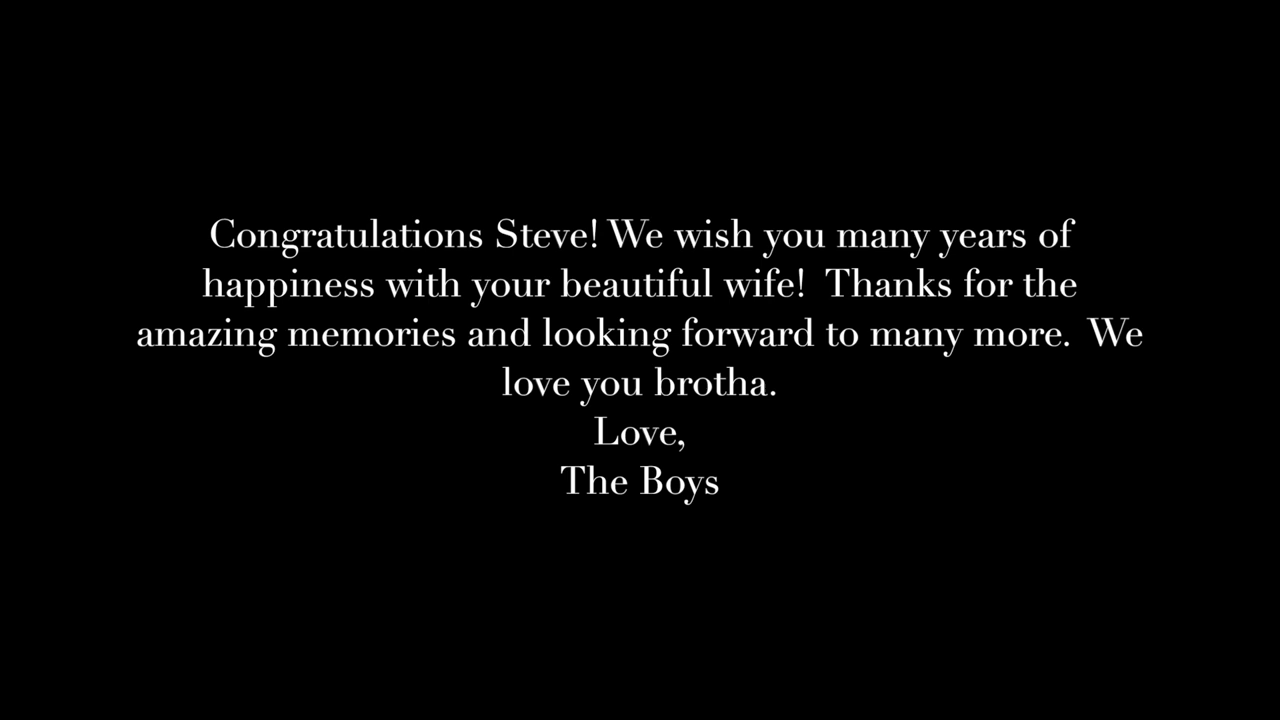 Congratulations Steve! We wish you many years of
happiness with your beautiful wife!  Thanks for the
amazing memories and looking forward to many more.  We
love you brotha.
Love,
The Boys